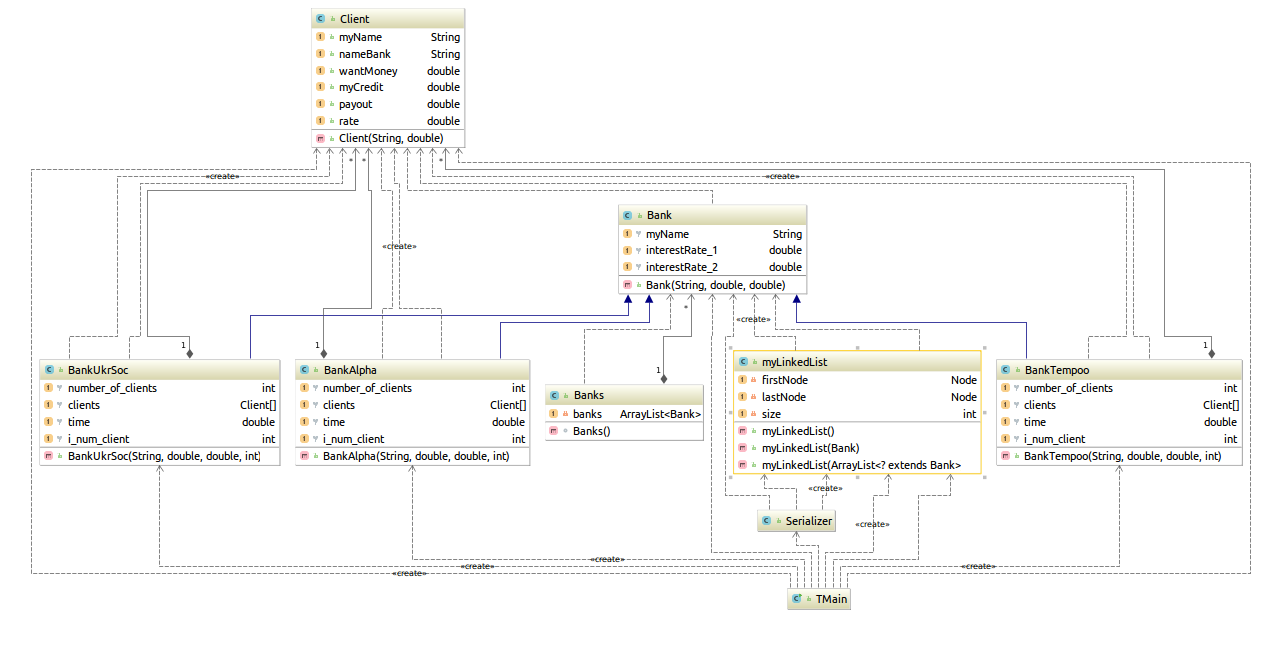 Client
myName String
nameBank String
wantMoney double
myCredit double
payout double
rate double
Client(String, double)
* * *
«create» «create»
«create»
Bank
myName String
interestRate_1 double
interestRate_2 double
Bank(String, double, double)
*
«create»
1 1 1 1
BankUkrSoc
number_of_clients int
clients Client[]
time double
i_num_client int
BankUkrSoc(String, double, double, int)
BankAlpha
number_of_clients int
clients Client[]
time double
i_num_client int
BankAlpha(String, double, double, int)
Banks
banks ArrayList<Bank>
Banks()
myLinkedList
firstNode Node
lastNode Node
size int
myLinkedList()
myLinkedList(Bank)
myLinkedList(ArrayList<? extends Bank>
BankTempoo
number_of_clients int
clients Client[]
time double
i_num_client int
BankTempoo(String, double, double, int)
«create»
Serializer
«create»
«create»
«create» «create»
«create»
TMain